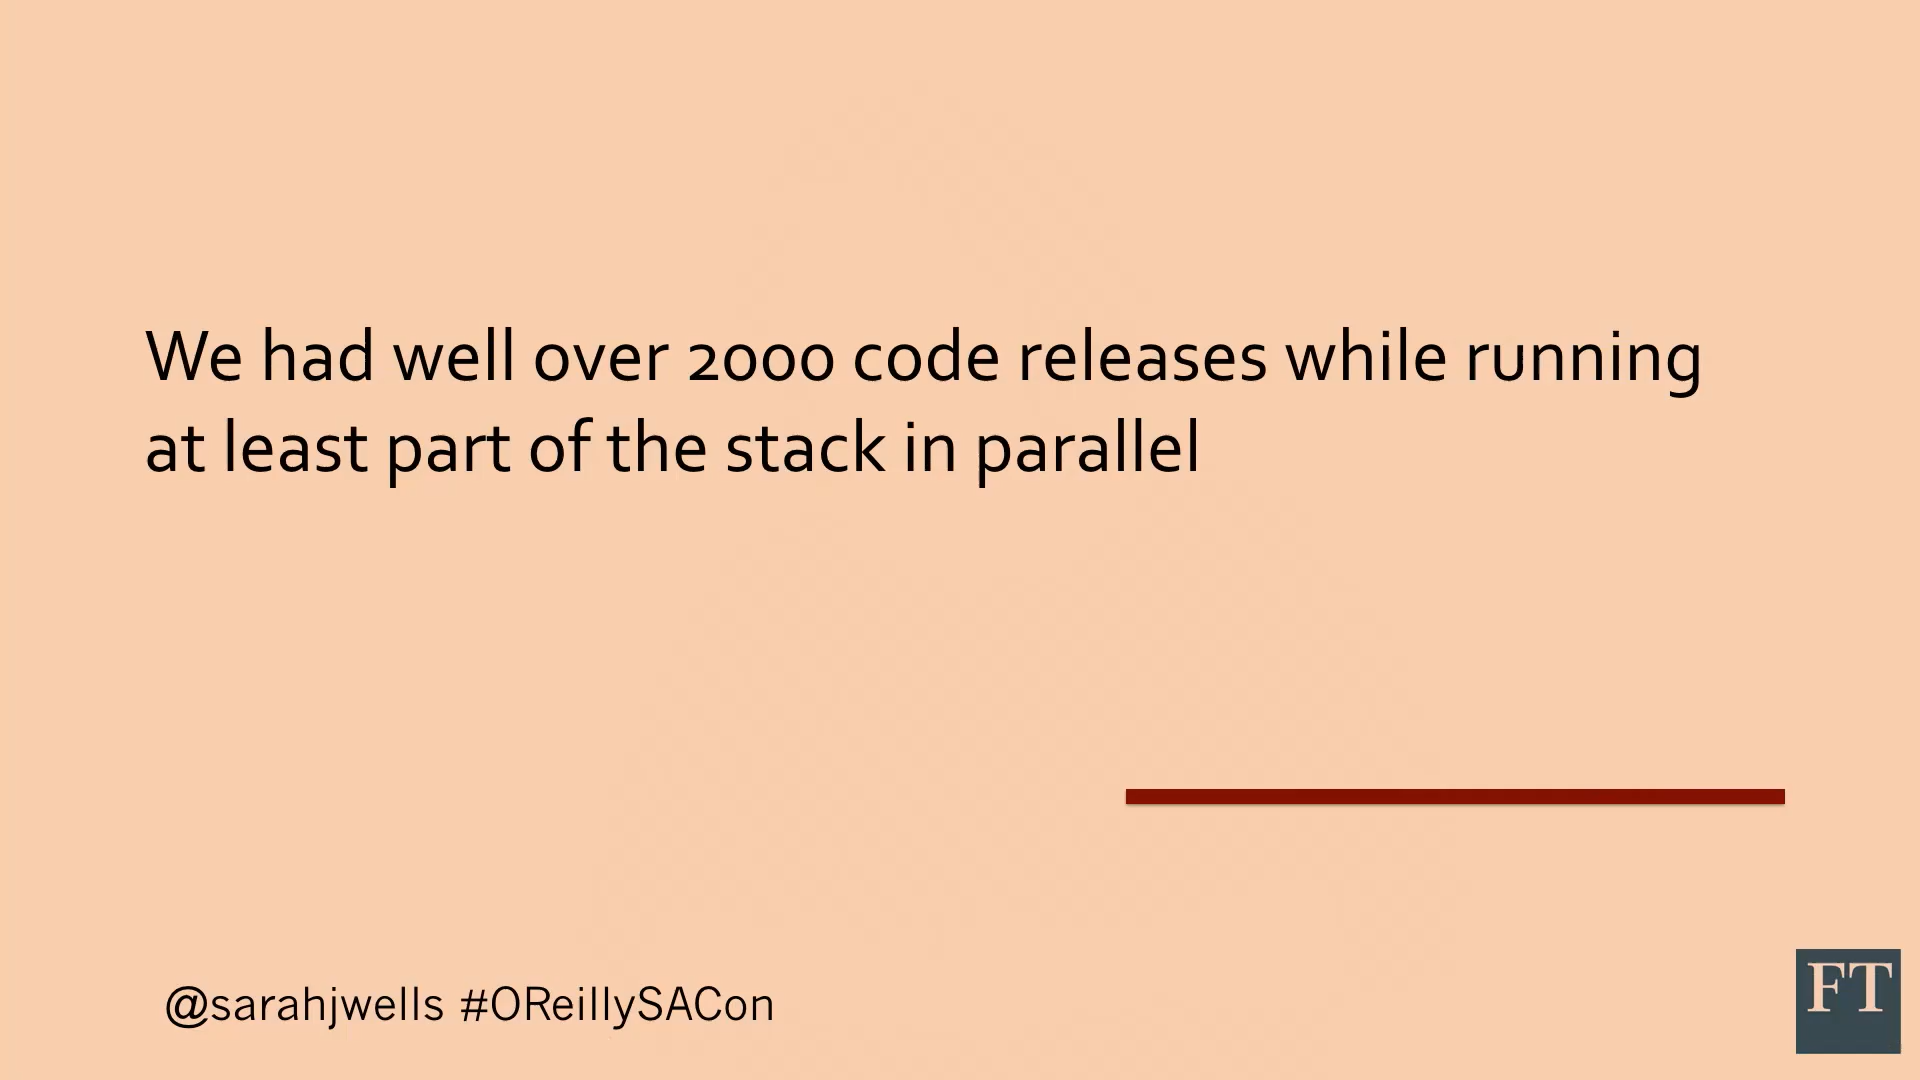 We had well over 2000 code releases while running
at least part of the stack in parallel
@sarahjwells #OReillySACon
FT